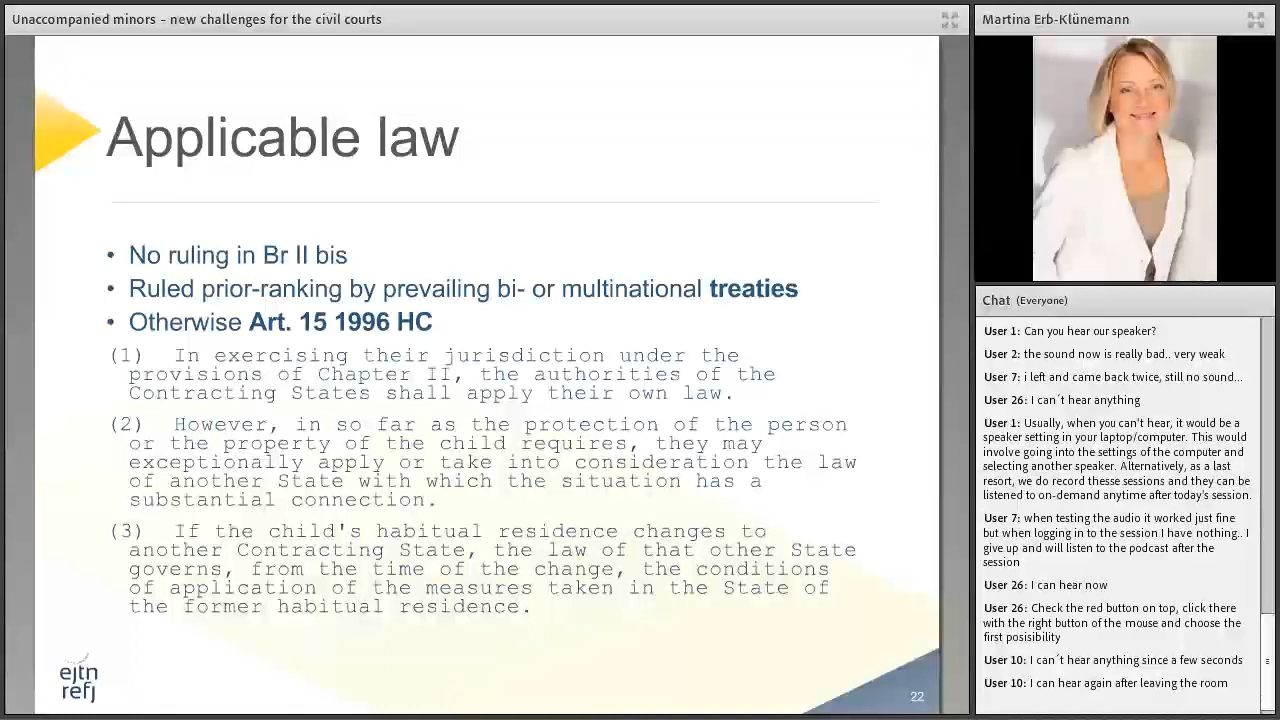 Unaccompanied minors - new challenges for the civil courts
Applicable law
• No ruling in Br II bis
• Ruled prior-ranking by prevailing bi- or multinational treaties
• Otherwise Art. 15 1996 HC
(1) In exercising their jurisdiction under the
provisions of Chapter II, the authorities of the
Contracting States shall apply their own law.
(2) However, in so far as the protection of the person
or the property of the child requires, they may
exceptionally apply or take into consideration the law
of another State with which the situation has a
substantial connection.
(3) If the child's habitual residence changes to
another Contracting State, the law of that other State
governs, from the time of the change, the conditions
of application of the measures taken in the State of
the former habitual residence.
ejtn
refj
22
Martina Erb-Klünemann
Chat (Everyone)
User 1: Can you hear our speaker?
User 2: the sound now is really bad.. very weak
User 7: i left and came back twice, still no sound...
User 26: I can´t hear anything
User 1: Usually, when you can't hear, it would be a
speaker setting in your laptop/computer. This would
involve going into the settings of the computer and
selecting another speaker. Alternatively, as a last
resort, we do record thesse sessions and they can be
listened to on-demand anytime after today's session.
User 7: when testing the audio it worked just fine
but when logging in to the session I have nothing.. I
give up and will listen to the podcast after the
session
User 26: I can hear now
User 26: Check the red button on top, click there
with the right button of the mouse and choose the
first posisibility
User 10: I can´t hear anything since a few seconds
User 10: I can hear again after leaving the room